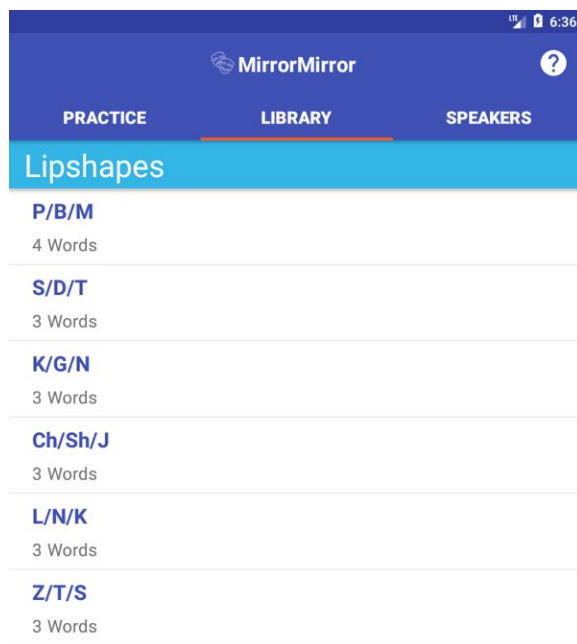 LTE 6:36
MirrorMirror ?
PRACTICE LIBRARY SPEAKERS
Lipshapes
P/B/M
4 Words
S/D/T
3 Words
K/G/N
3 Words
Ch/Sh/J
3 Words
L/N/K
3 Words
Z/T/S
3 Words